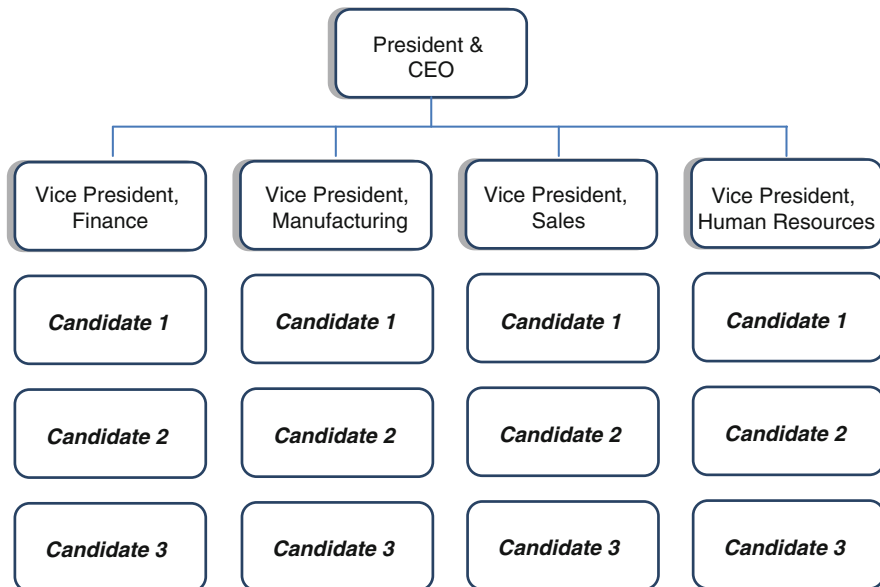 President &
CEO
Vice President,
Finance
Vice President,
Manufacturing
Vice President,
Sales
Vice President,
Human Resources
Candidate 1
Candidate 1
Candidate 1
Candidate 1
Candidate 2
Candidate 2
Candidate 2
Candidate 2
Candidate 3
Candidate 3
Candidate 3
Candidate 3